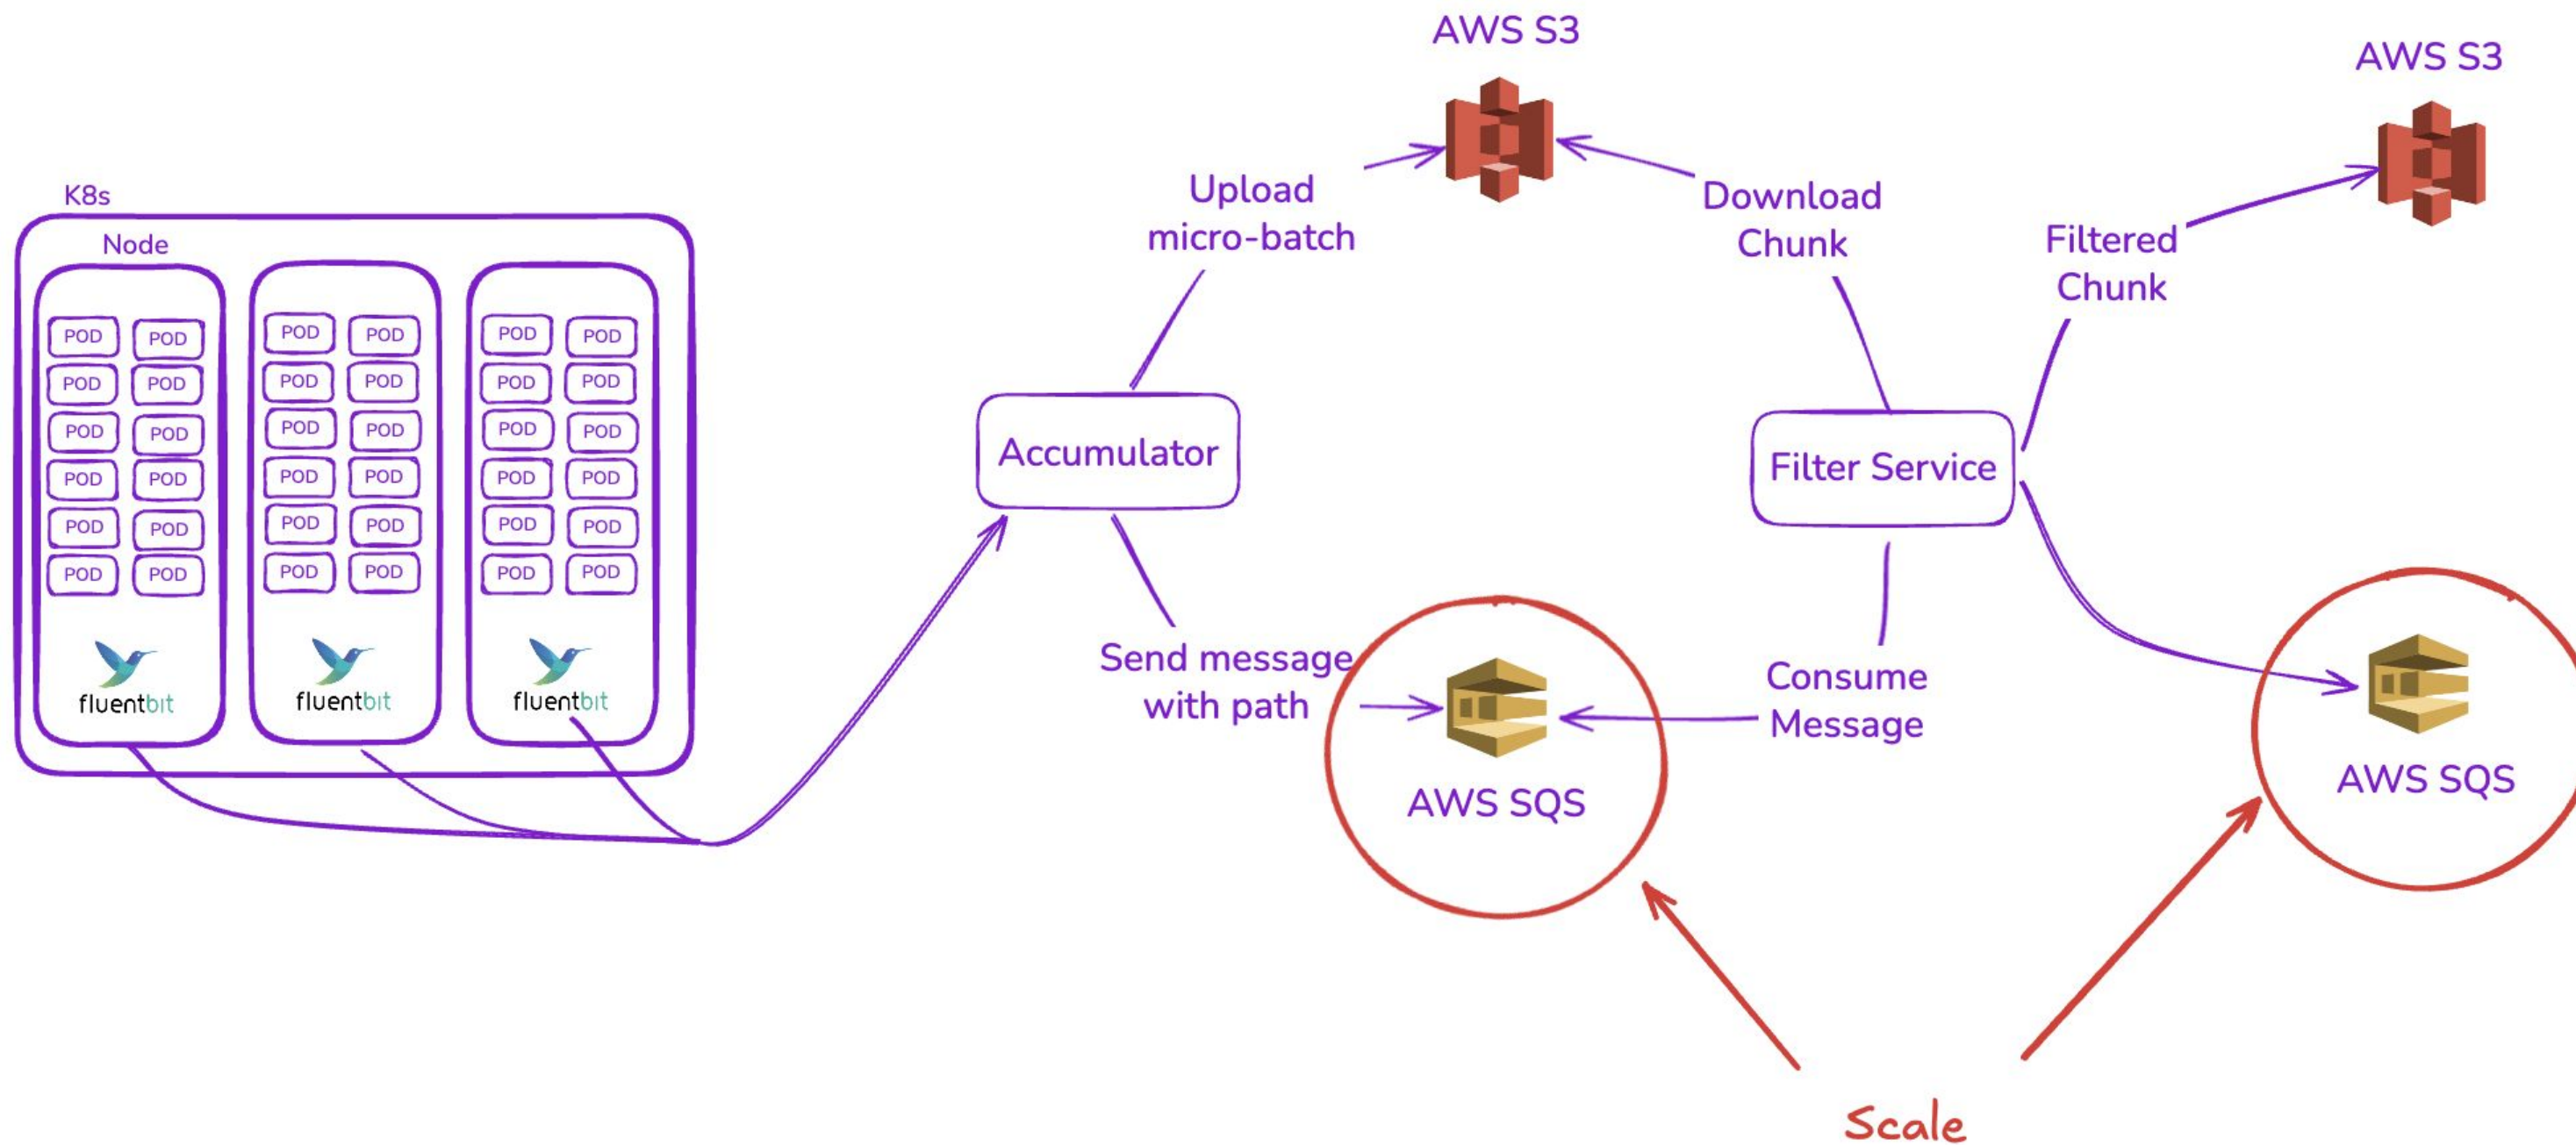 AWS S3
AWS S3
K8s
Node
Upload
micro-batch
Download
Chunk
Filtered
Chunk
POD POD POD POD POD POD
POD POD POD POD POD POD
POD POD POD POD POD POD
POD POD POD POD POD POD
POD POD POD POD POD POD
POD POD POD POD POD POD
fluentbit fluentbit fluentbit
Accumulator
Filter Service
Send message
with path
Consume
Message
AWS SQS
AWS SQS
Scale